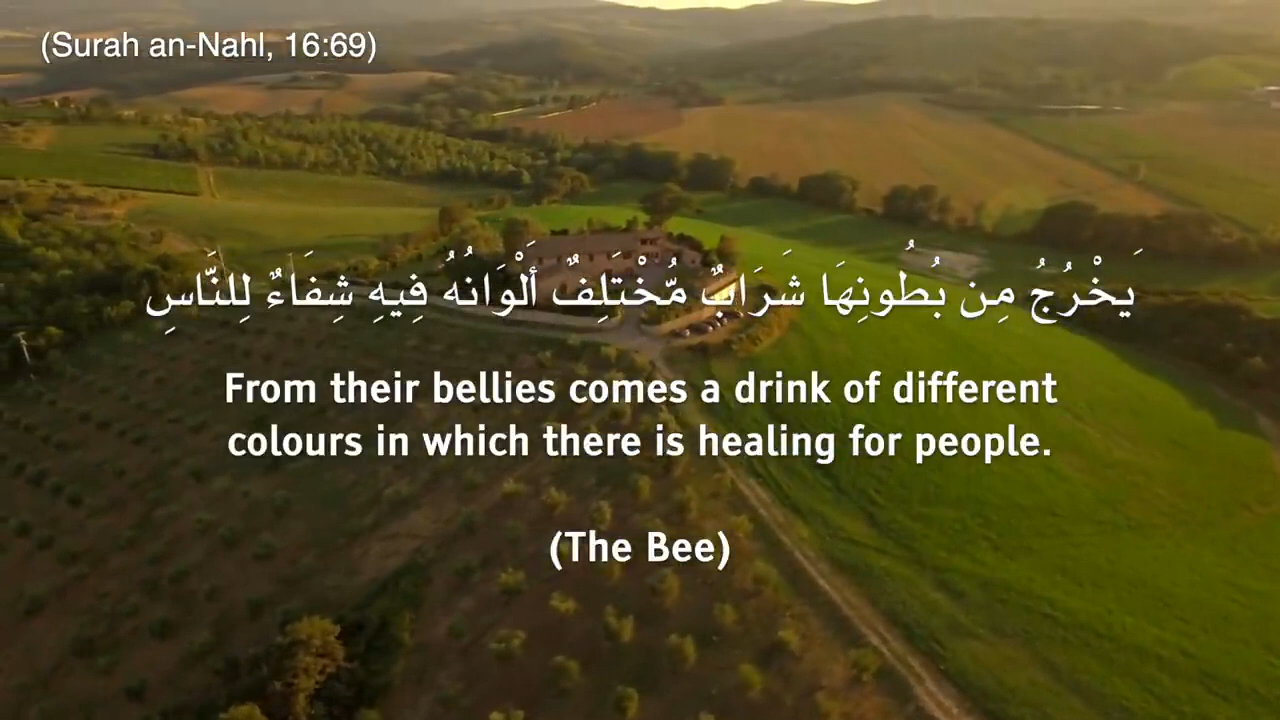 (Surah an-Nahl, 16:69)
يَخْرُجُ مِن بُطُونِهَا شَرَابٌ مُّخْتَلِفٌ أَلْوَانُهُ فِيهِ شِفَاءٌ لِلنَّاسِ
From their bellies comes a drink of different
colours in which there is healing for people.
(The Bee)